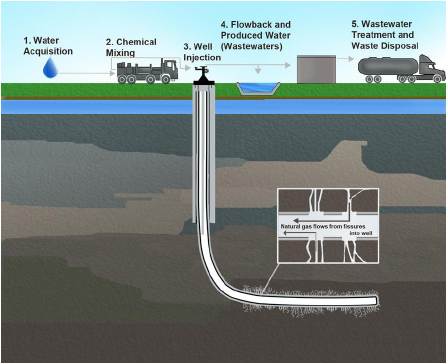 1. Water
Acquisition
2. Chemical
Mixing
3. Well
Injection
4. Flowback and
Produced Water
(Wastewaters)
5. Wastewater
Treatment and
Waste Disposal
Natural gas flows from fissures
into well